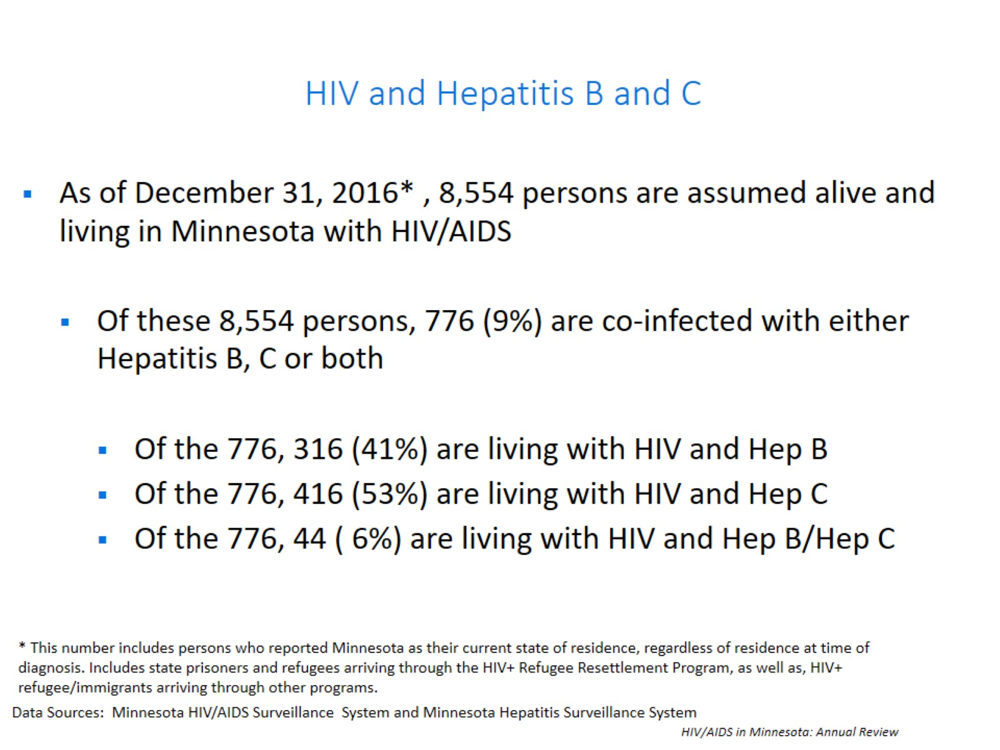 HIV and Hepatitis B and C
▪ As of December 31, 2016* , 8,554 persons are assumed alive and
living in Minnesota with HIV/AIDS
▪ Of these 8,554 persons, 776 (9%) are co-infected with either
Hepatitis B, C or both
▪ Of the 776, 316 (41%) are living with HIV and Hep B
▪ Of the 776, 416 (53%) are living with HIV and Hep C
▪ Of the 776, 44 ( 6%) are living with HIV and Hep B/Hep C
* This number includes persons who reported Minnesota as their current state of residence, regardless of residence at time of
diagnosis. Includes state prisoners and refugees arriving through the HIV+ Refugee Resettlement Program, as well as, HIV+
refugee/immigrants arriving through other programs.
Data Sources: Minnesota HIV/AIDS Surveillance System and Minnesota Hepatitis Surveillance System
HIV/AIDS in Minnesota: Annual Review